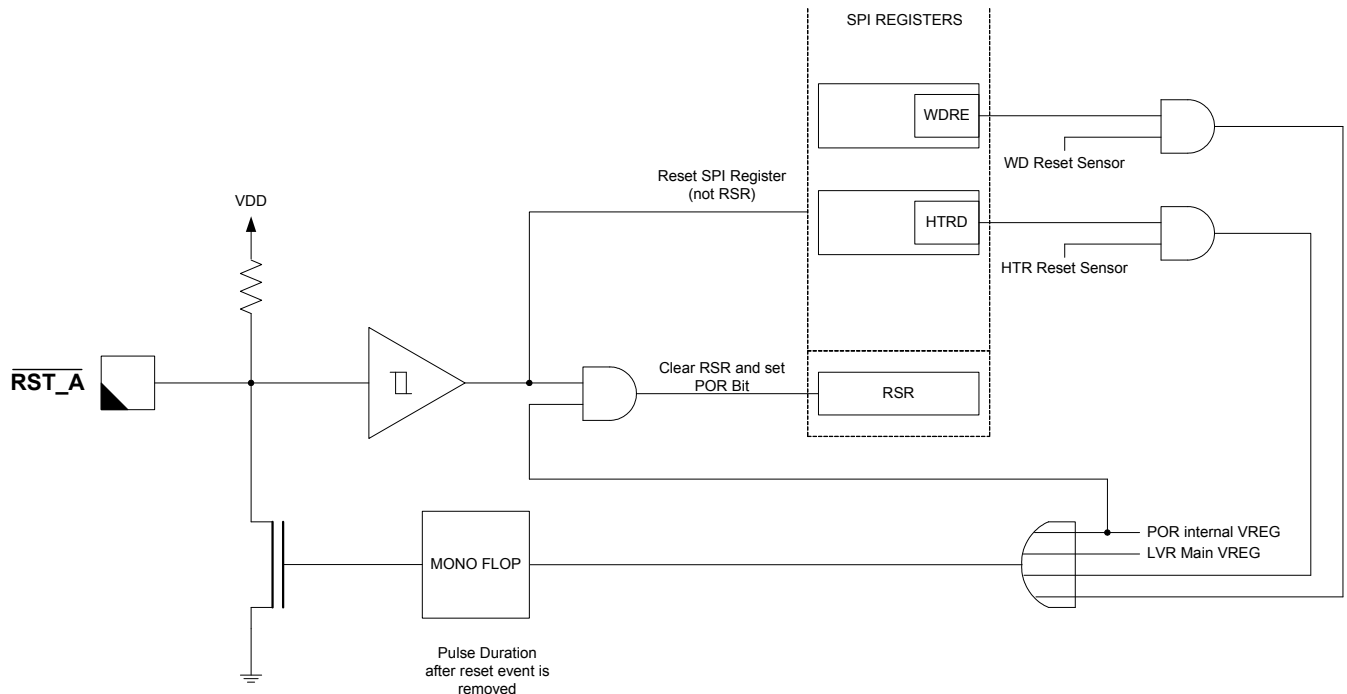 SPI REGISTERS
WDRE
WD Reset Sensor
Reset SPI Register
(not RSR)
VDD
HTRD
HTR Reset Sensor
RST_A
Clear RSR and set
POR Bit
RSR
POR internal VREG
LVR Main VREG
MONO FLOP
Pulse Duration
after reset event is
removed